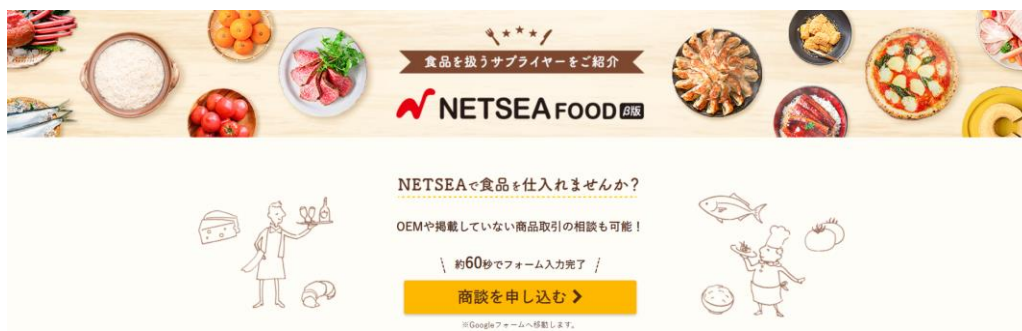 食品を扱うサプライヤーをご紹介
NETSEA FOOD β版
NETSEAで食品を仕入れませんか?
OEMや掲載していない商品取引の相談も可能！
約60秒でフォーム入力完了
商談を申し込む
※Googleフォームへ移動します。